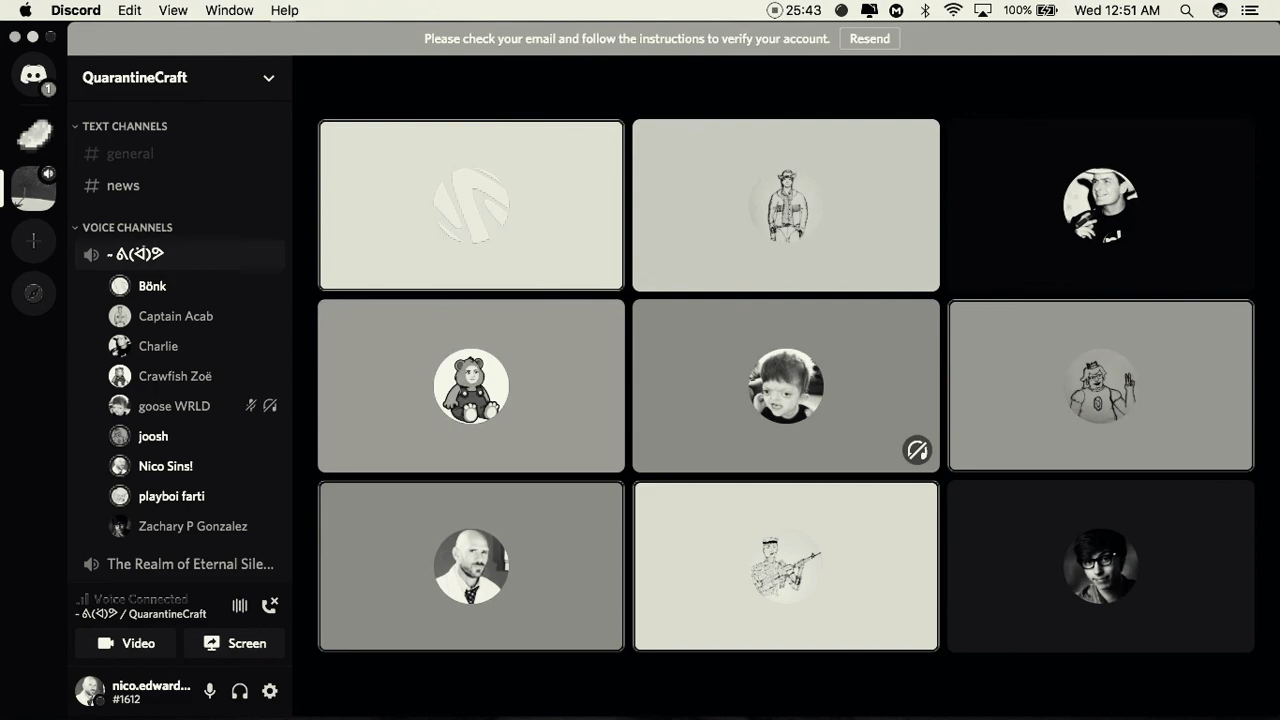 Discord Edit View Window Help 25:43 100% Wed 12:51 AM
Please check your email and follow the instructions to verify your account. Resend
1
QuarantineCraft
TEXT CHANNELS
# general
# news
VOICE CHANNELS
Bönk
Captain Acab
Charlie
Crawfish Zoë
goose WRLD
joosh
Nico Sins!
playboi farti
Zachary P Gonzalez
The Realm of Eternal Sile...
Voice Connected
/ QuarantineCraft
Video Screen
nico.edward...
#1612